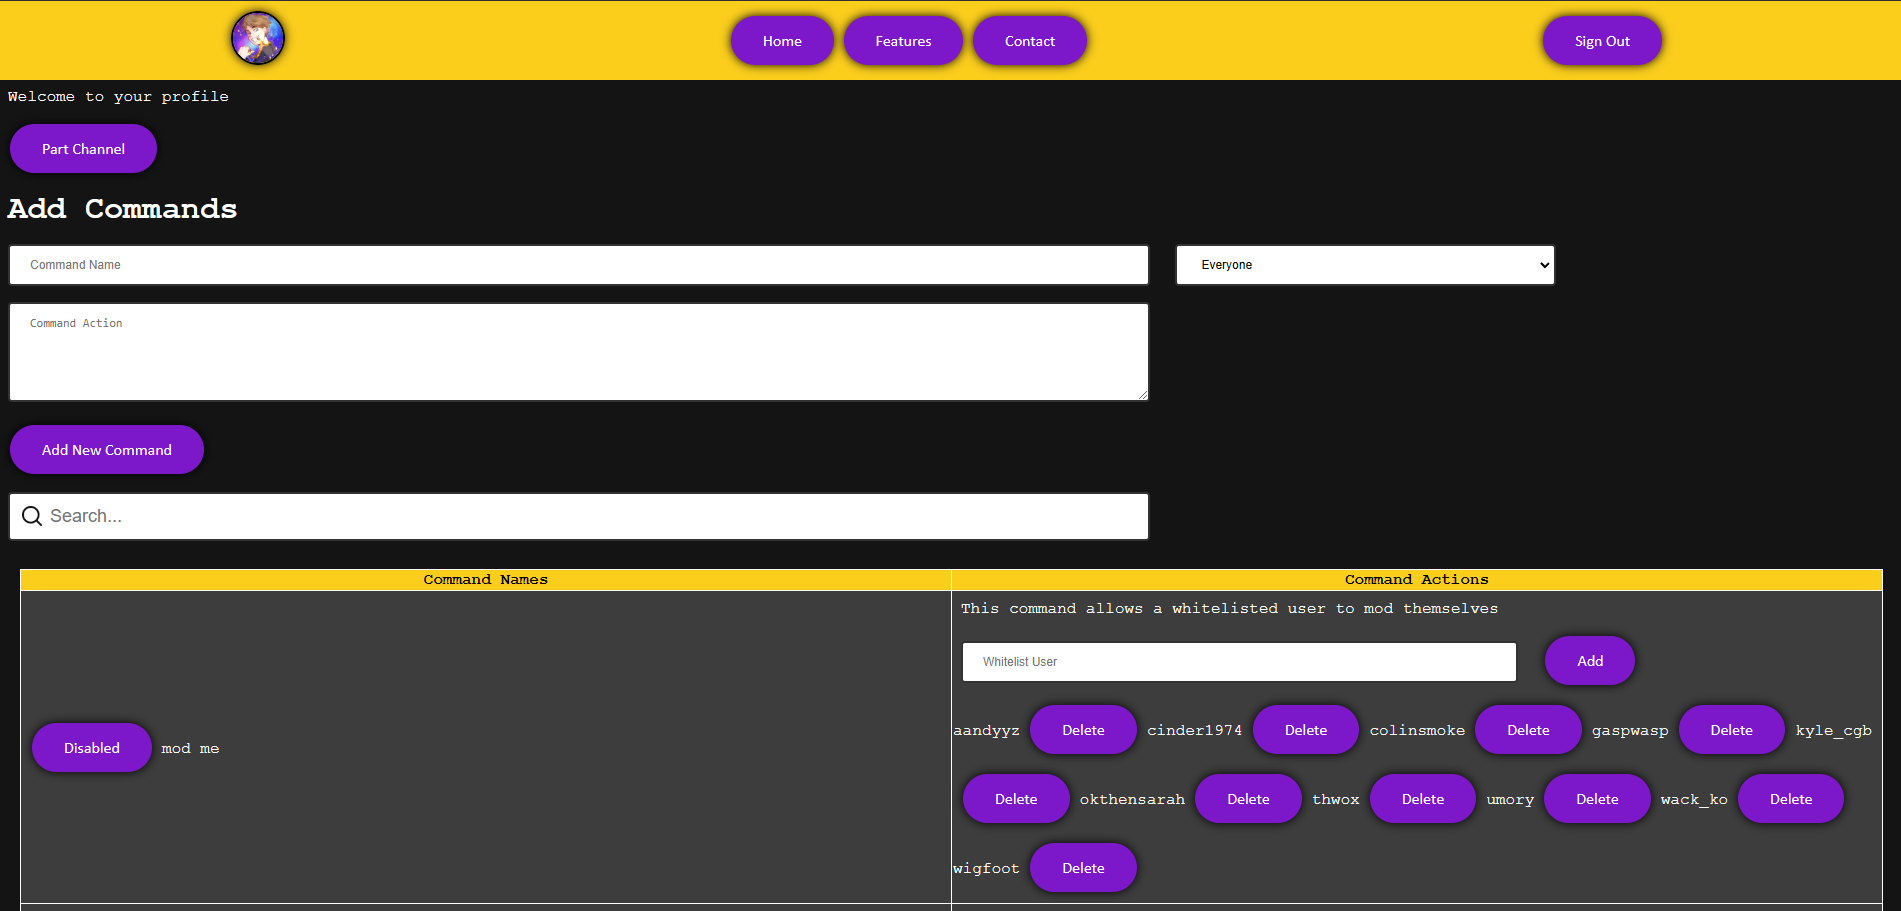 Home Features Contact Sign Out
Welcome to your profile
Part Channel
Add Commands
Command Name Everyone
Command Action
Add New Command
Search...
Command Names Command Actions
This command allows a whitelisted user to mod themselves
Whitelist User Add
Disabled mod me
aandyyz Delete cinder1974 Delete colinsmoke Delete gaspwasp Delete kyle_cgb
Delete okthensarah Delete thwox Delete umory Delete wack_ko Delete
wigfoot Delete